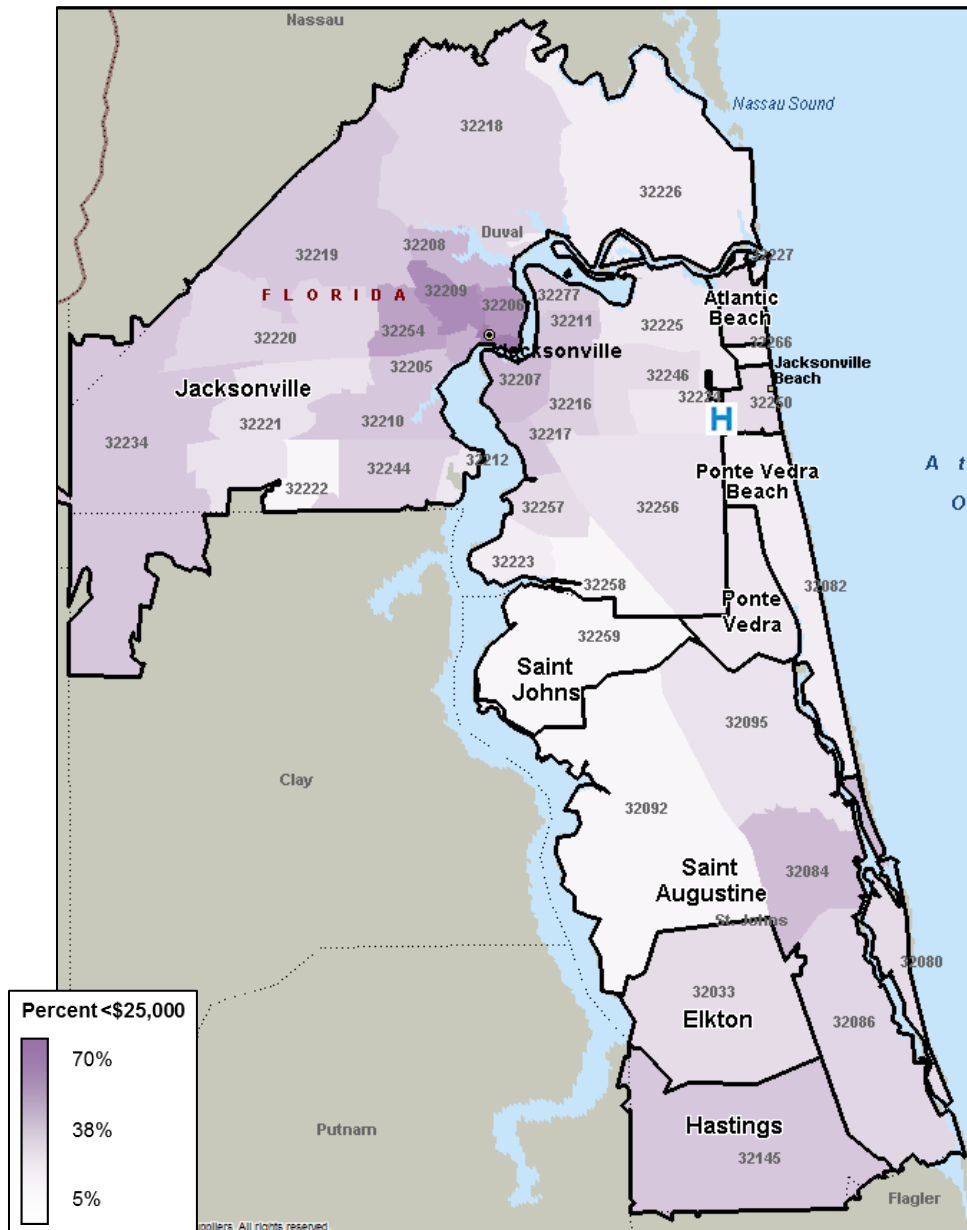 Nassau
Nassau Sound
32218
32226
Duval
32219
32208
32227
32209
32277
32206
FLORIDA
Atlantic
Beach
32211
32225
32254
32220
32266
Jacksonville
32205
Jacksonville
Beach
32207
32246
Jacksonville
32250
32216
H
32221
32210
32217
32234
32212
32244
Ponte Vedra
Beach
A t
O
32222
32257
32256
32223
32258
32082
Ponte
Vedra
32259
Saint
Johns
32095
Clay
32092
Saint
Augustine
32084
St. Johns
32080
32033
Elkton
32086
Percent <$25,000
70%
38%
5%
Putnam
Hastings
32145
Flagler
All rights reserved